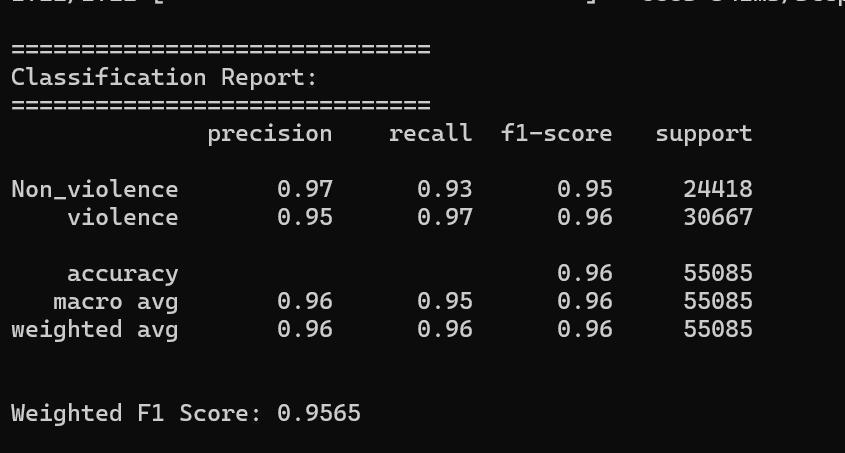 ==============================
Classification Report:
==============================
precision recall f1-score support
Non_violence 0.97 0.93 0.95 24418
violence 0.95 0.97 0.96 30667
accuracy 0.96 55085
macro avg 0.96 0.95 0.96 55085
weighted avg 0.96 0.96 0.96 55085
Weighted F1 Score: 0.9565